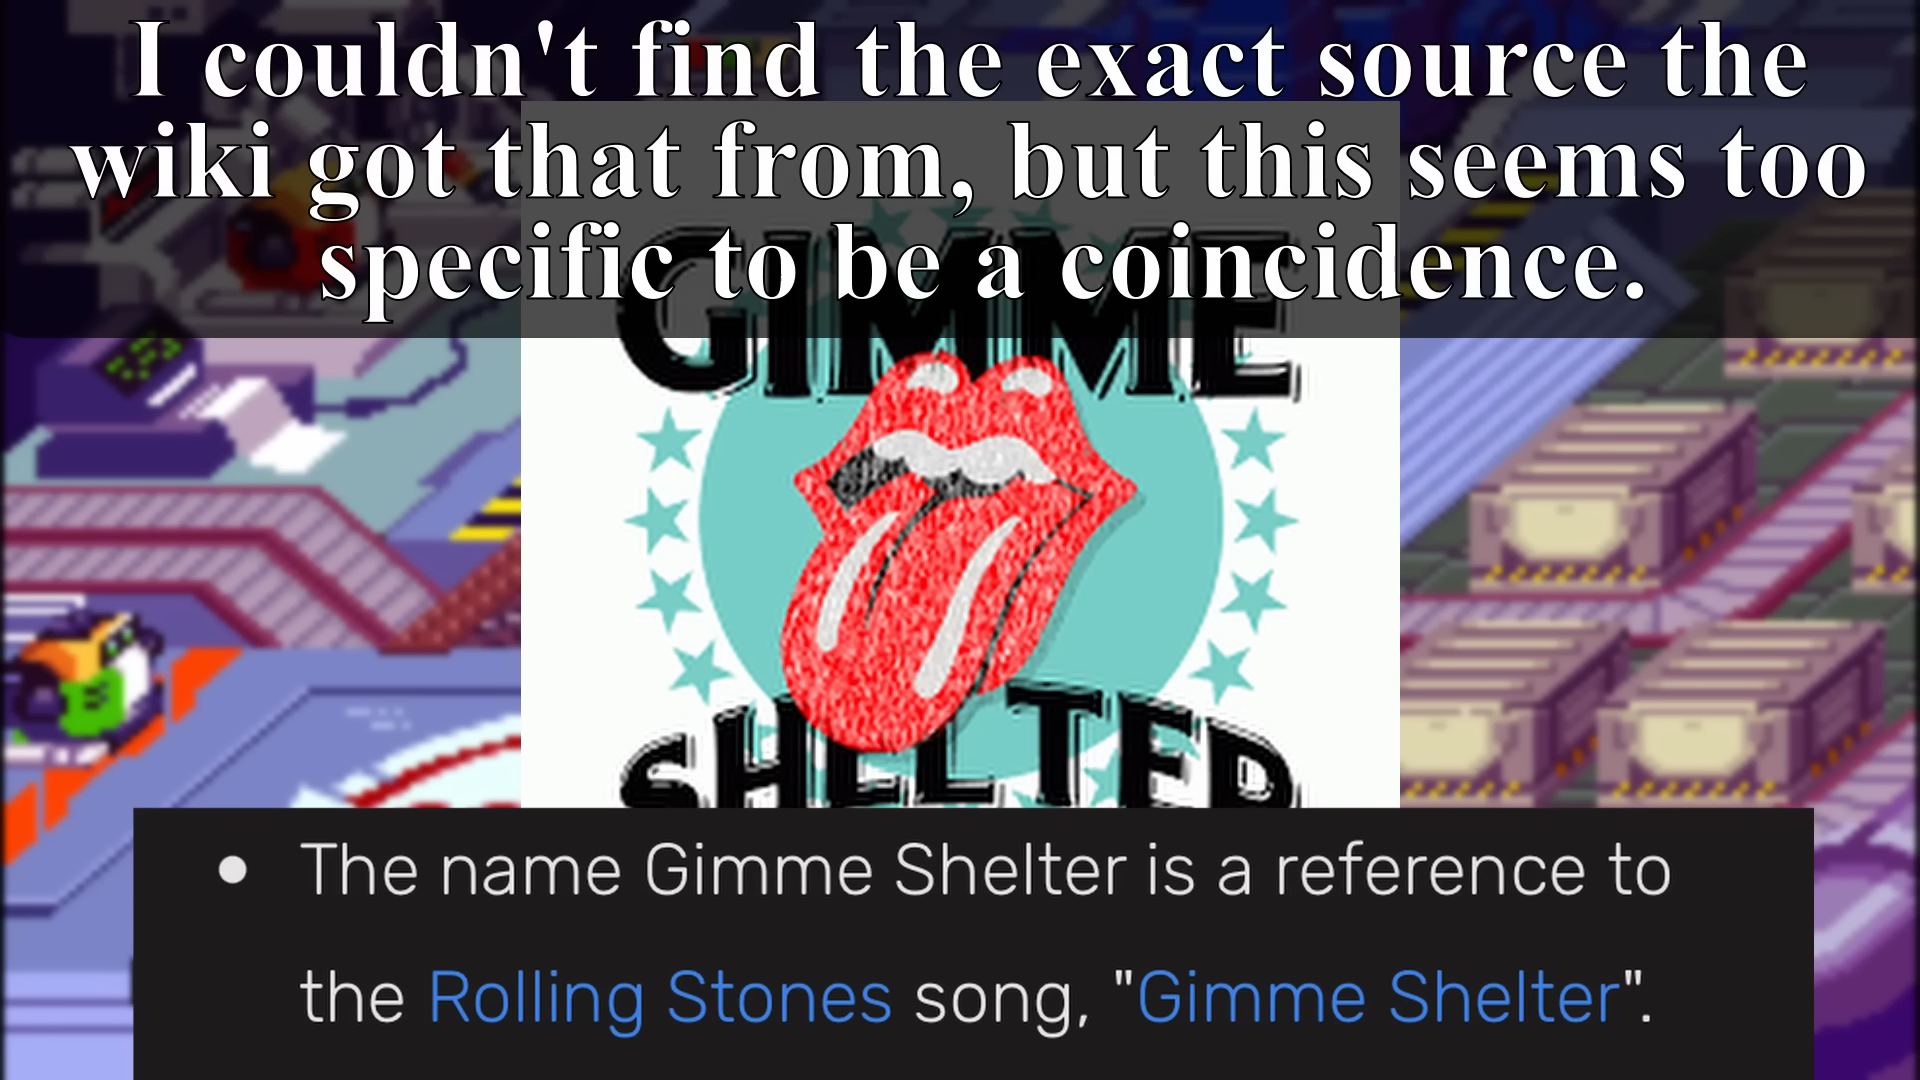 I couldn't find the exact source the
wiki got that from, but this seems too
specific to be a coincidence.
GIMME
SHELTER
• The name Gimme Shelter is a reference to
the Rolling Stones song, "Gimme Shelter".